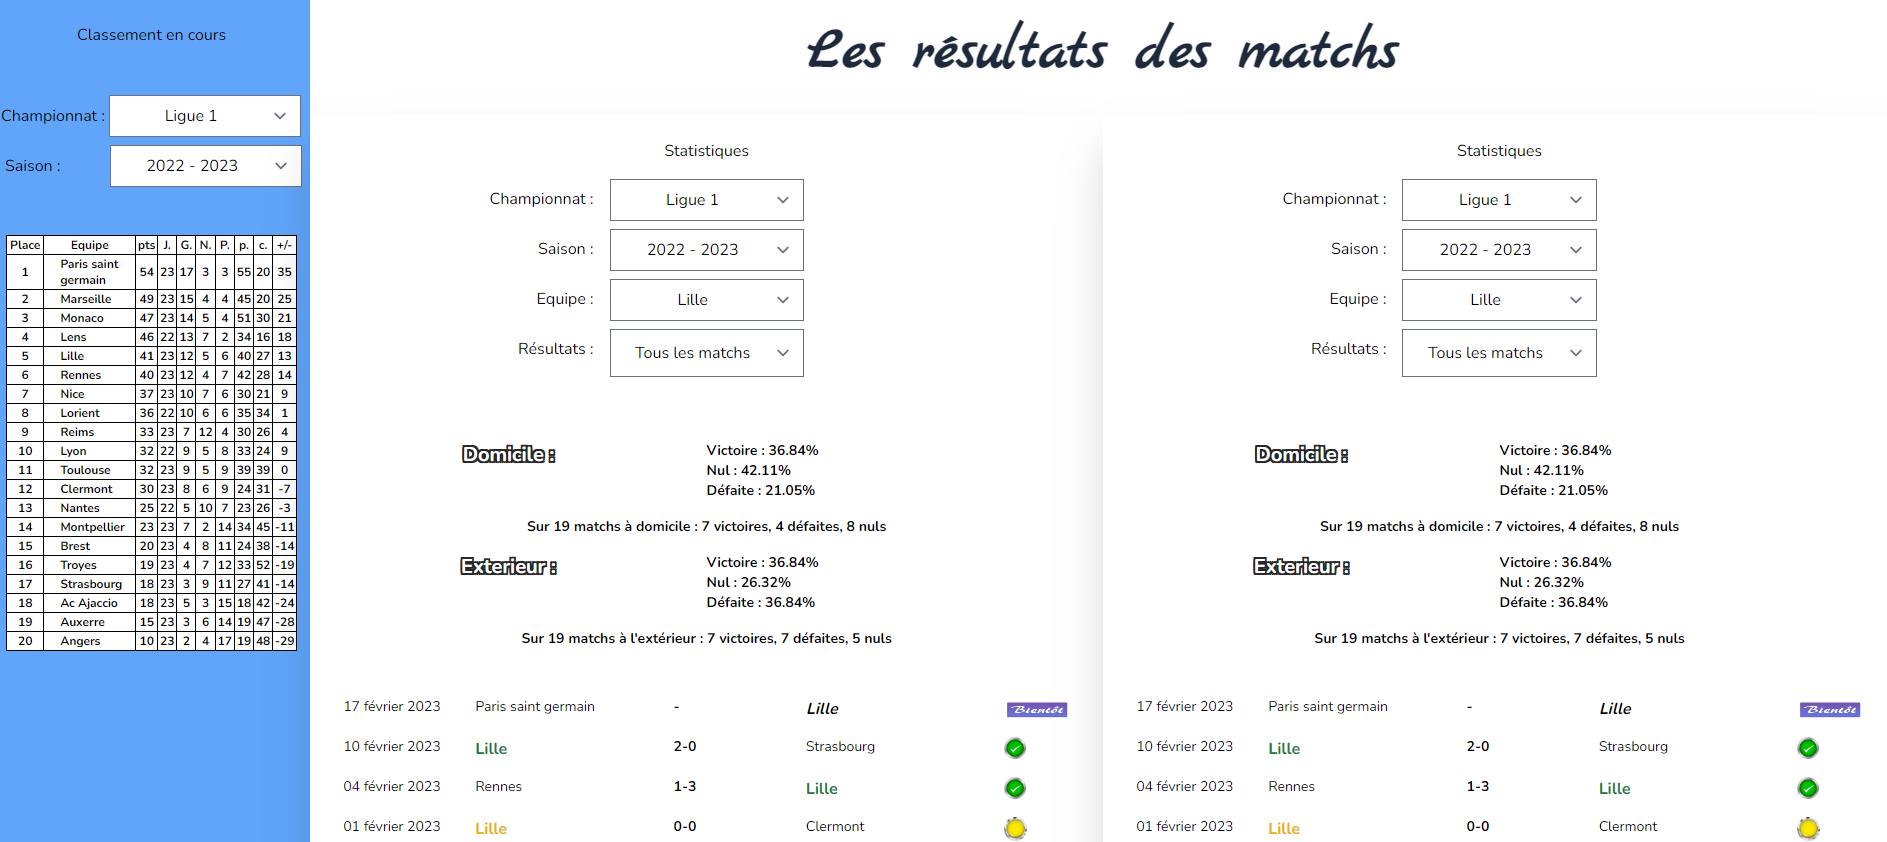 Classement en cours
Championnat : Ligue 1
Saison : 2022 - 2023
Place Equipe pts J. G. N. P. p. c. +/-
1 Paris saint germain 54 23 17 3 3 55 20 35
2 Marseille 49 23 15 4 4 45 20 25
3 Monaco 47 23 14 5 4 51 30 21
4 Lens 46 22 13 7 2 34 16 18
5 Lille 41 23 12 5 6 40 27 13
6 Rennes 40 23 12 4 7 42 28 14
7 Nice 37 23 10 7 6 30 21 9
8 Lorient 36 22 10 6 6 35 34 1
9 Reims 33 23 7 12 4 30 26 4
10 Lyon 32 22 9 5 8 33 24 9
11 Toulouse 32 23 9 5 9 39 39 0
12 Clermont 30 23 8 6 9 24 31 -7
13 Nantes 25 22 5 10 7 23 26 -3
14 Montpellier 23 23 7 2 14 34 45 -11
15 Brest 20 23 4 8 11 24 38 -14
16 Troyes 19 23 4 7 12 33 52 -19
17 Strasbourg 18 23 3 9 11 27 41 -14
18 Ac Ajaccio 18 23 5 3 15 18 42 -24
19 Auxerre 15 23 3 6 14 19 47 -28
20 Angers 10 23 2 4 17 19 48 -29
Les résultats des matchs
Statistiques
Championnat : Ligue 1
Saison : 2022 - 2023
Equipe : Lille
Résultats : Tous les matchs
Domicile :
Victoire : 36.84%
Nul : 42.11%
Défaite : 21.05%
Sur 19 matchs à domicile : 7 victoires, 4 défaites, 8 nuls
Exterieur :
Victoire : 36.84%
Nul : 26.32%
Défaite : 36.84%
Sur 19 matchs à l'extérieur : 7 victoires, 7 défaites, 5 nuls
17 février 2023 Paris saint germain - Lille Bientôt
10 février 2023 Lille 2-0 Strasbourg
04 février 2023 Rennes 1-3 Lille
01 février 2023 Lille 0-0 Clermont
Statistiques
Championnat : Ligue 1
Saison : 2022 - 2023
Equipe : Lille
Résultats : Tous les matchs
Domicile :
Victoire : 36.84%
Nul : 42.11%
Défaite : 21.05%
Sur 19 matchs à domicile : 7 victoires, 4 défaites, 8 nuls
Exterieur :
Victoire : 36.84%
Nul : 26.32%
Défaite : 36.84%
Sur 19 matchs à l'extérieur : 7 victoires, 7 défaites, 5 nuls
17 février 2023 Paris saint germain - Lille Bientôt
10 février 2023 Lille 2-0 Strasbourg
04 février 2023 Rennes 1-3 Lille
01 février 2023 Lille 0-0 Clermont